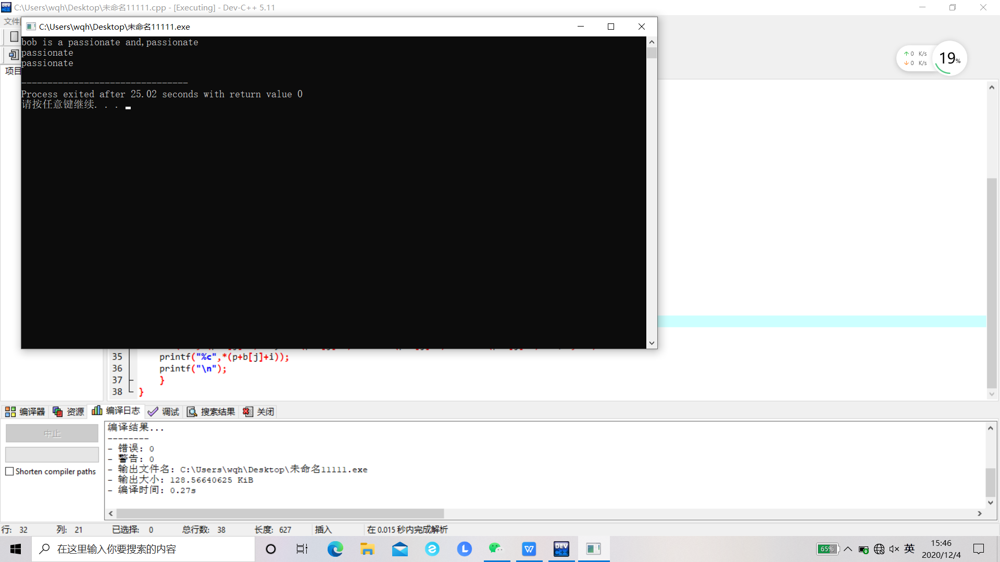 C:\Users\wqh\Desktop\未命名11111.cpp - [Executing] - Dev-C++ 5.11
文件
C:\Users\wqh\Desktop\未命名11111.exe
bob is a passionate and,passionate
passionate
passionate
--------------------------------
Process exited after 25.02 seconds with return value 0
请按任意键继续. . .
项目
0 K/s
0 K/s
19%
35 printf("%c",*(p+b[j]+i));
36 printf("\n");
37 }
38 }
编译器 资源 编译日志 调试 搜索结果 关闭
中止
Shorten compiler paths
编译结果...
--------
- 错误: 0
- 警告: 0
- 输出文件名: C:\Users\wqh\Desktop\未命名11111.exe
- 输出大小: 128.56640625 KiB
- 编译时间: 0.27s
行: 32 列: 21 已选择: 0 总行数: 38 长度: 627 插入 在 0.015 秒内完成解析
在这里输入你要搜索的内容
DEV C++
65%
英
15:46
2020/12/4